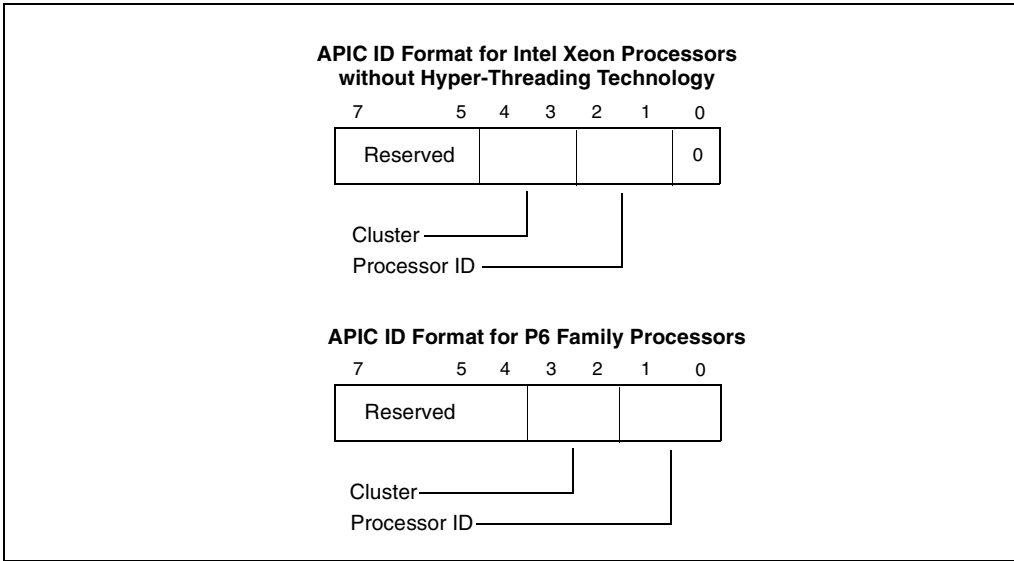 APIC ID Format for Intel Xeon Processors
without Hyper-Threading Technology
7 5 4 3 2 1 0
Reserved 0
Cluster
Processor ID
APIC ID Format for P6 Family Processors
7 5 4 3 2 1 0
Reserved
Cluster
Processor ID